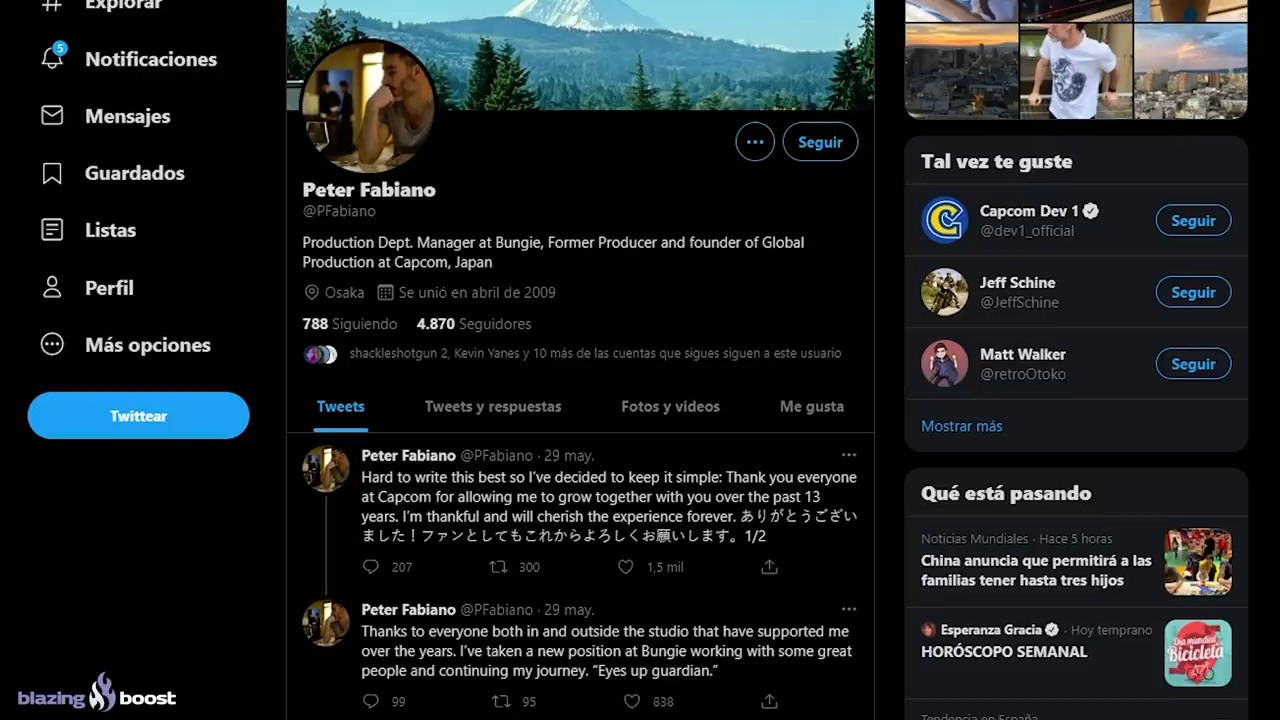 Explorar
5
Notificaciones
Mensajes
Guardados
Listas
Perfil
Más opciones
Twittear
blazing boost
Seguir
Peter Fabiano
@PFabiano
Production Dept. Manager at Bungie, Former Producer and founder of Global
Production at Capcom, Japan
Osaka Se unió en abril de 2009
788 Siguiendo 4.870 Seguidores
shackleshotgun 2, Kevin Yanes y 10 más de las cuentas que sigues siguen a este usuario
Tweets Tweets y respuestas Fotos y videos Me gusta
Peter Fabiano @PFabiano · 29 may.
Hard to write this best so I've decided to keep it simple: Thank you everyone
at Capcom for allowing me to grow together with you over the past 13
years. I'm thankful and will cherish the experience forever. ありがとうござい
ました！ファンとしてもこれからよろしくお願いします。1/2
207 300 1,5 mil
Peter Fabiano @PFabiano · 29 may.
Thanks to everyone both in and outside the studio that have supported me
over the years. I've taken a new position at Bungie working with some great
people and continuing my journey. “Eyes up guardian.”
99 95 838
Tal vez te guste
Capcom Dev 1
@dev1_official
Seguir
Jeff Schine
@JeffSchine
Seguir
Matt Walker
@retroOtoko
Seguir
Mostrar más
Qué está pasando
Noticias Mundiales · Hace 5 horas
China anuncia que permitirá a las
familias tener hasta tres hijos
Esperanza Gracia · Hoy temprano
HORÓSCOPO SEMANAL
Día mundial
Bicicleta
Tendencia en España